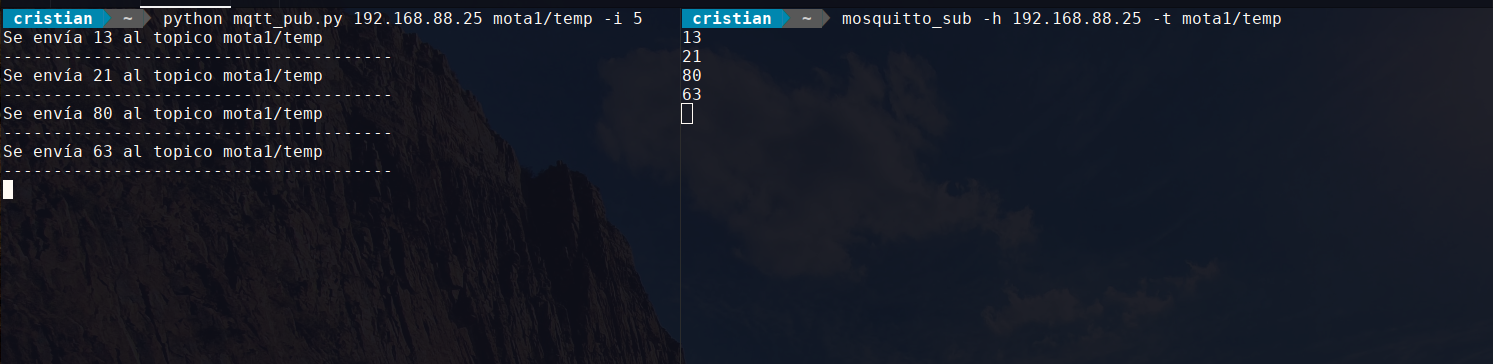 cristian ~ python mqtt_pub.py 192.168.88.25 mota1/temp -i 5
Se envía 13 al topico mota1/temp
---------------------------------------
Se envía 21 al topico mota1/temp
---------------------------------------
Se envía 80 al topico mota1/temp
---------------------------------------
Se envía 63 al topico mota1/temp
---------------------------------------
cristian ~ mosquitto_sub -h 192.168.88.25 -t mota1/temp
13
21
80
63